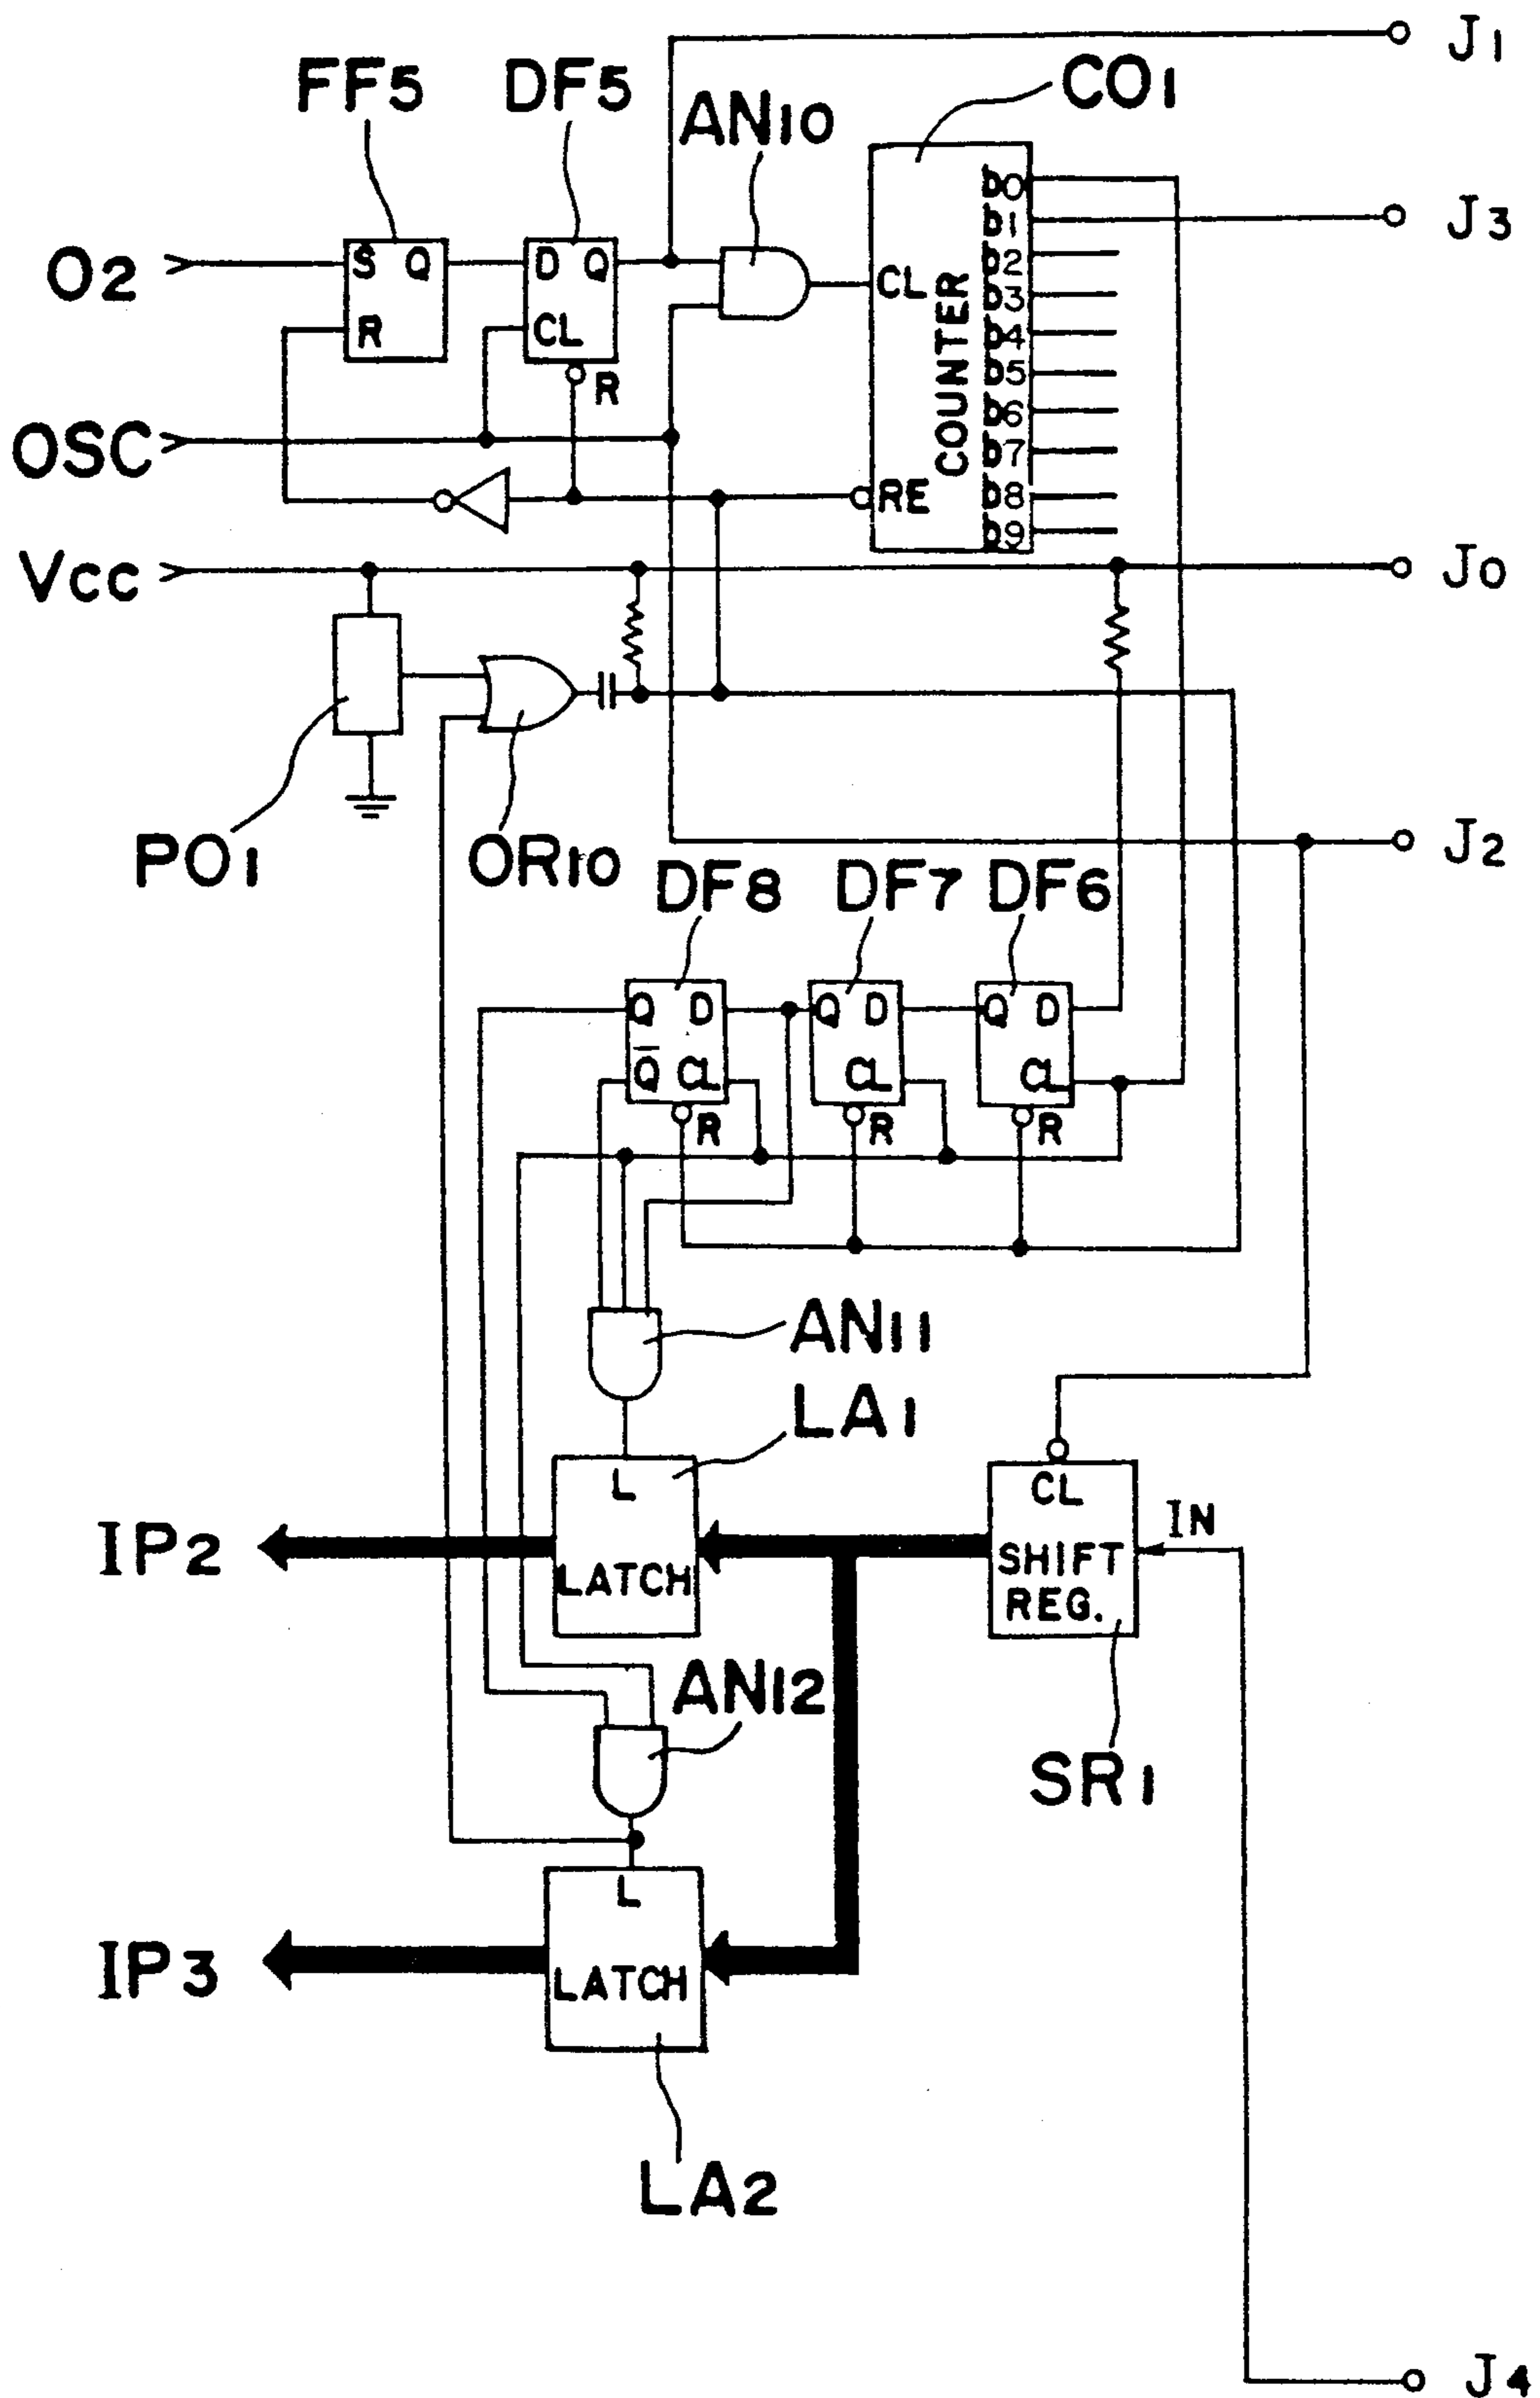 J1
FF5 DF5 AN10 CO1
b0
b1 J3
O2 S Q D Q b2
CL COUNTER b3
R CL b4
b5
R b6
OSC b7
RE b8
b9
Vcc J0
PO1 OR10 J2
DF8 DF7 DF6
Q D Q D Q D
Q̅ CL CL CL
R R R
AN11
LA1
L CL
IN
IP2 LATCH SHIFT
REG.
AN12
SR1
L
IP3 LATCH
LA2
J4